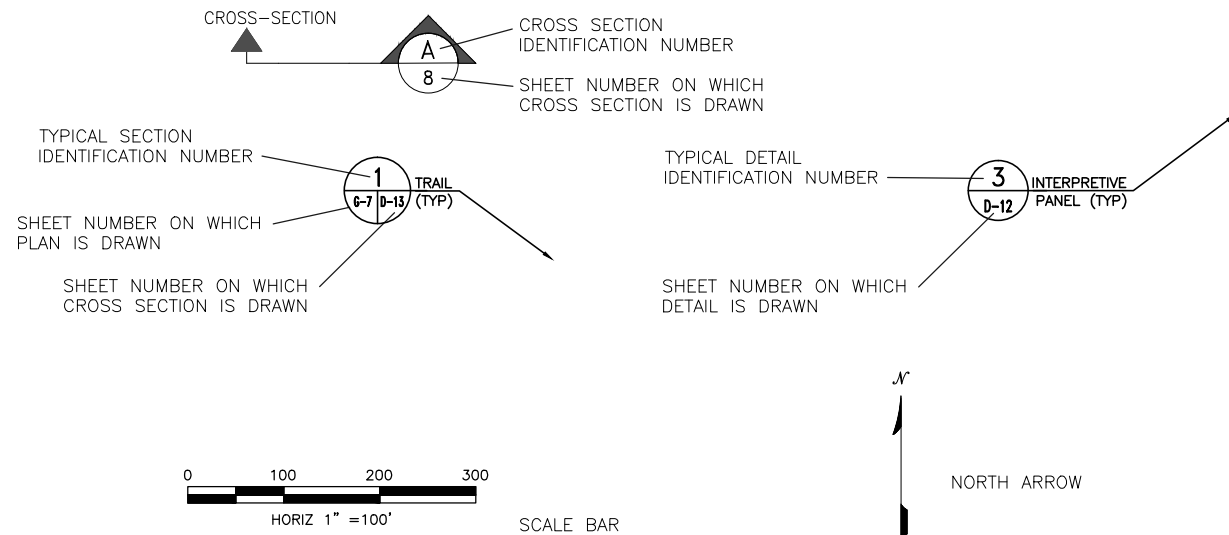 CROSS-SECTION
A
8
CROSS SECTION
IDENTIFICATION NUMBER
SHEET NUMBER ON WHICH
CROSS SECTION IS DRAWN
TYPICAL SECTION
IDENTIFICATION NUMBER
1
G-7 D-13
TRAIL
(TYP)
SHEET NUMBER ON WHICH
PLAN IS DRAWN
SHEET NUMBER ON WHICH
CROSS SECTION IS DRAWN
TYPICAL DETAIL
IDENTIFICATION NUMBER
3
D-12
INTERPRETIVE
PANEL (TYP)
SHEET NUMBER ON WHICH
DETAIL IS DRAWN
0 100 200 300
HORIZ 1" =100'
SCALE BAR
N
NORTH ARROW